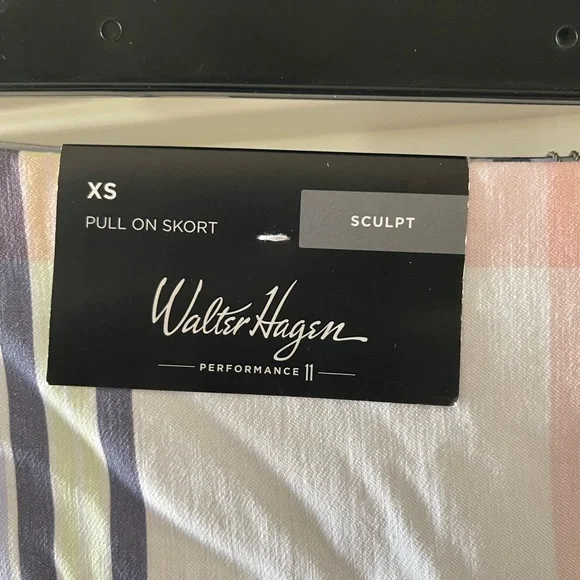 XS
PULL ON SKORT
SCULPT
Walter Hagen
PERFORMANCE 11